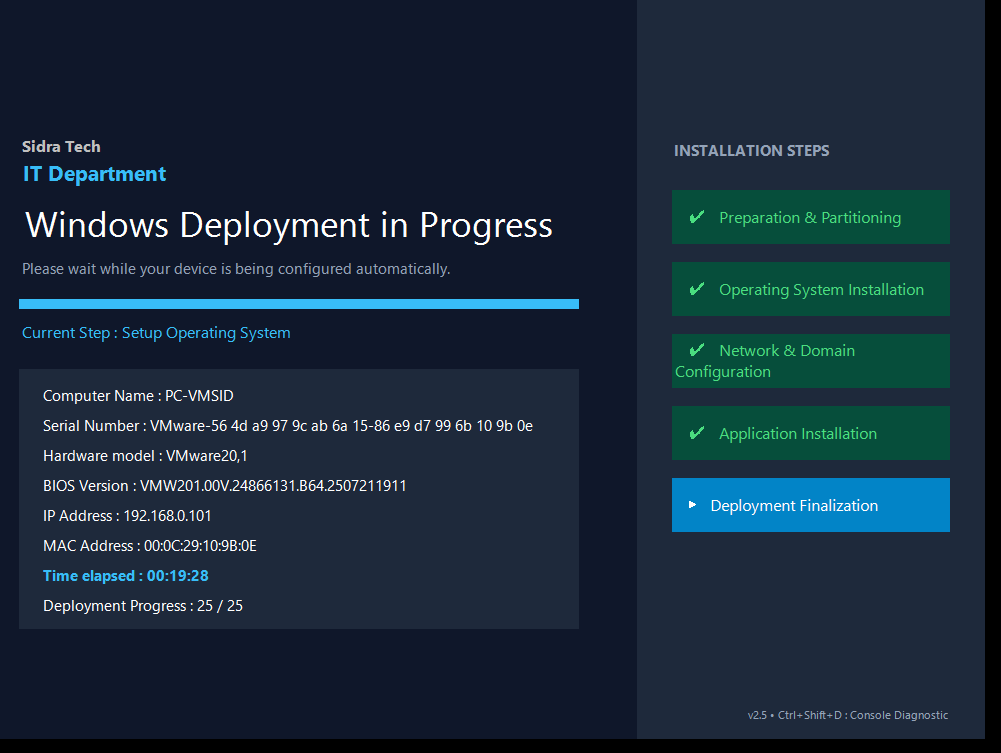 Sidra Tech
IT Department
Windows Deployment in Progress
Please wait while your device is being configured automatically.
Current Step : Setup Operating System
Computer Name : PC-VMSID
Serial Number : VMware-56 4d a9 97 9c ab 6a 15-86 e9 d7 99 6b 10 9b 0e
Hardware model : VMware20,1
BIOS Version : VMW201.00V.24866131.B64.2507211911
IP Address : 192.168.0.101
MAC Address : 00:0C:29:10:9B:0E
Time elapsed : 00:19:28
Deployment Progress : 25 / 25
INSTALLATION STEPS
✔ Preparation & Partitioning
✔ Operating System Installation
✔ Network & Domain
Configuration
✔ Application Installation
▶ Deployment Finalization
v2.5 • Ctrl+Shift+D : Console Diagnostic